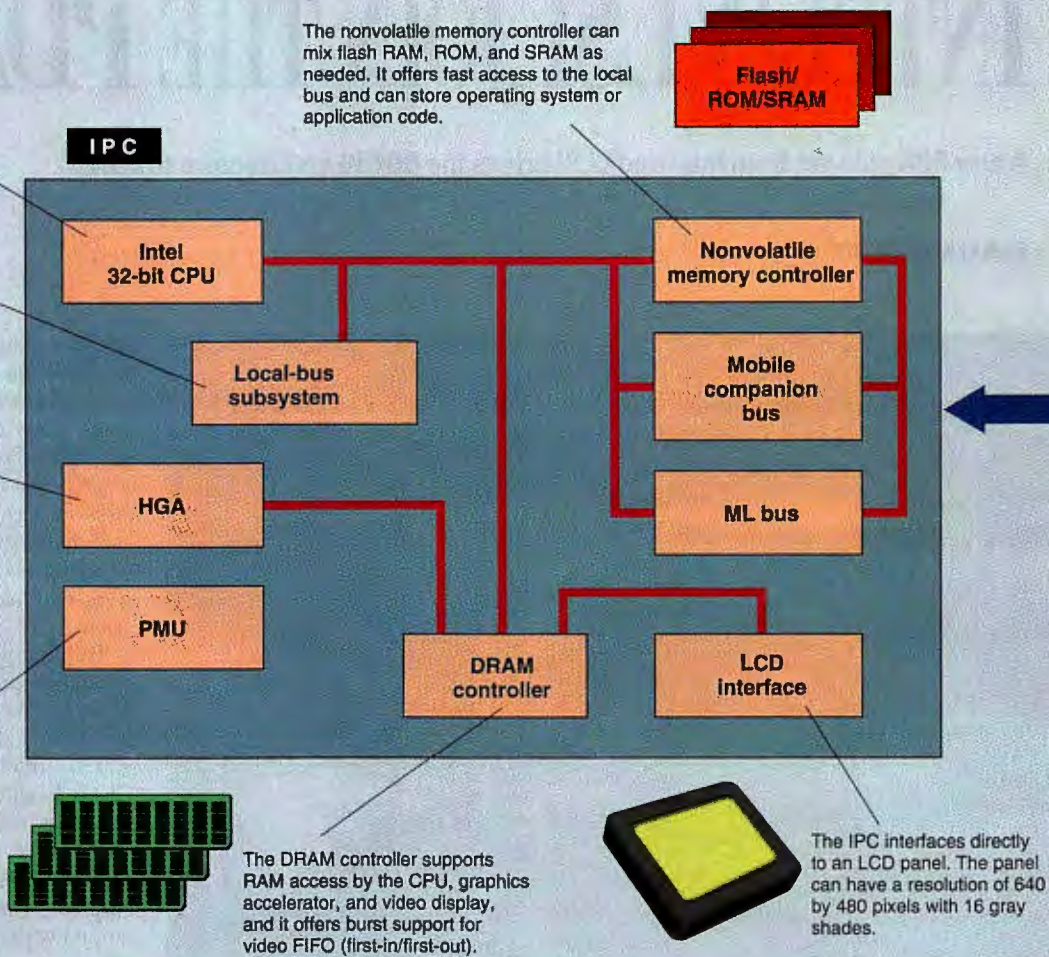 The nonvolatile memory controller can
mix flash RAM, ROM, and SRAM as
needed. It offers fast access to the local
bus and can store operating system or
application code.
Flash/
ROM/SRAM
IPC
Intel
32-bit CPU
Nonvolatile
memory controller
Local-bus
subsystem
Mobile
companion
bus
HGA
ML bus
PMU
DRAM
controller
LCD
interface
The DRAM controller supports
RAM access by the CPU, graphics
accelerator, and video display,
and it offers burst support for
video FIFO (first-in/first-out).
The IPC interfaces directly
to an LCD panel. The panel
can have a resolution of 640
by 480 pixels with 16 gray
shades.